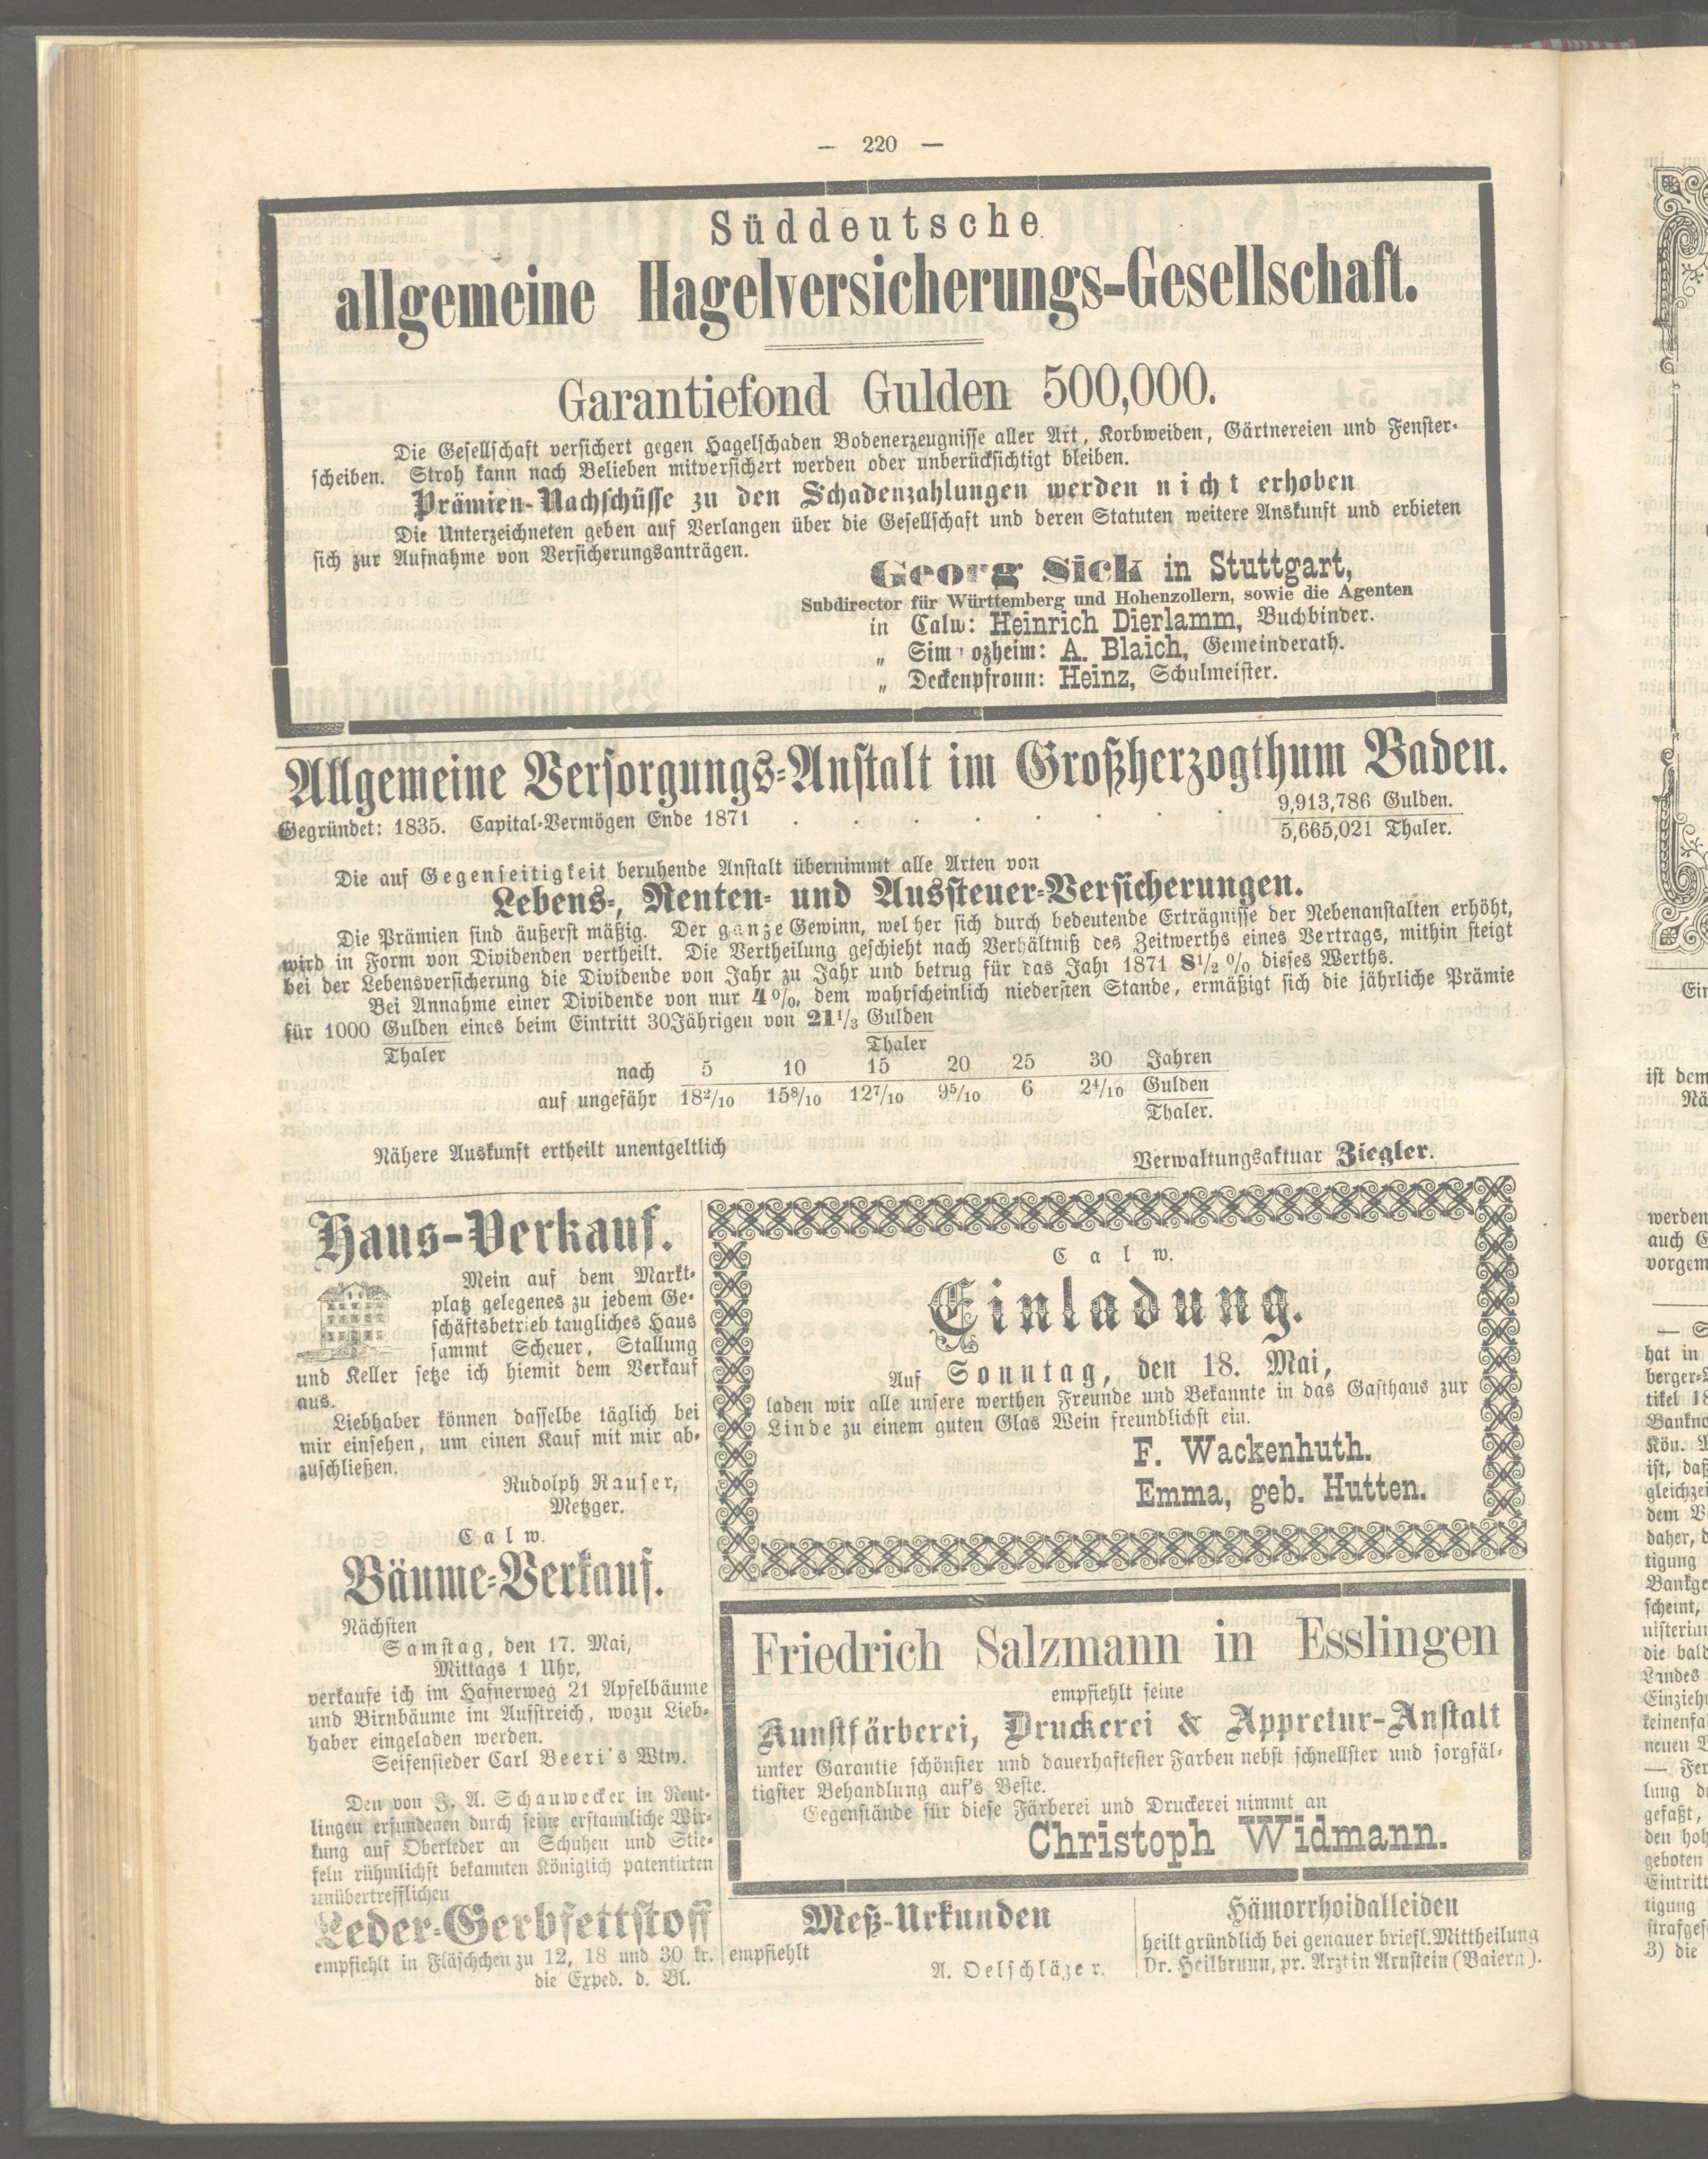 — 220 —
Süddeutsche
allgemeine Hagelversicherungs-Gesellschaft.
Garantiefond Gulden 500,000.
Die Gesellschaft versichert gegen Hagelschaden Bodenerzeugnisse aller Art, Korbweiden, Gärtnereien und Fenster-
scheiben. Stroh kann nach Belieben mitversichert werden oder unberücksichtigt bleiben.
Prämien-Nachschüsse zu den Schadenzahlungen werden nicht erhoben
Die Unterzeichneten geben auf Verlangen über die Gesellschaft und deren Statuten weitere Auskunft und erbieten
sich zur Aufnahme von Versicherungsanträgen.
Georg Sick in Stuttgart,
Subdirector für Württemberg und Hohenzollern, sowie die Agenten
in Calw: Heinrich Dierlamm, Buchbinder.
„ Sim ozheim: A. Blaich, Gemeinderath.
„ Deckenpfronn: Heinz, Schulmeister.
Allgemeine Versorgungs-Anstalt im Großherzogthum Baden.
Gegründet: 1835. Capital-Vermögen Ende 1871 . . . . . . . . 9,913,786 Gulden.
5,665,021 Thaler.
Die auf Gegenseitigkeit beruhende Anstalt übernimmt alle Arten von
Lebens-, Renten- und Aussteuer-Versicherungen.
Die Prämien sind äußerst mäßig. Der ganze Gewinn, wel her sich durch bedeutende Erträgnisse der Nebenanstalten erhöht,
wird in Form von Dividenden vertheilt. Die Vertheilung geschieht nach Verhältniß des Zeitwerths eines Vertrags, mithin steigt
bei der Lebensversicherung die Dividende von Jahr zu Jahr und betrug für das Jahr 1871 8½ % dieses Werths.
Bei Annahme einer Dividende von nur 4%, dem wahrscheinlich niedersten Stande, ermäßigt sich die jährliche Prämie
für 1000 Gulden eines beim Eintritt 30Jährigen von 21⅓ Gulden
Thaler Thaler
nach 5 10 15 20 25 30 Jahren
auf ungefähr 18²/₁₀ 15⁸/₁₀ 12⁷/₁₀ 9⁵/₁₀ 6 2⁴/₁₀ Gulden
Thaler.
Nähere Auskunft ertheilt unentgeltlich
Verwaltungsaktuar Ziegler.
Haus-Verkauf.
Mein auf dem Markt-
platz gelegenes zu jedem Ge-
schäftsbetrieb taugliches Haus
sammt Scheuer, Stallung
und Keller setze ich hiemit dem Verkauf
aus.
Liebhaber können dasselbe täglich bei
mir einsehen, um einen Kauf mit mir ab-
zuschließen.
Rudolph Rauser,
Metzger.
Calw.
Bäume-Verkauf.
Nächsten
Samstag, den 17. Mai,
Mittags 1 Uhr,
verkaufe ich im Hafnerweg 21 Apfelbäume
und Birnbäume im Aufstreich, wozu Lieb-
haber eingeladen werden.
Seifensieder Carl Beeri's Wtw.
Den von J. A. Schauwecker in Reut-
lingen erfundenen durch seine erstaunliche Wir-
kung auf Oberleder an Schuhen und Stie-
feln rühmlichst bekannten Königlich patentirten
unübertrefflichen
Leder-Gerbfettstoff
empfiehlt in Fläschchen zu 12, 18 und 30 kr.
die Exped. d. Bl.
Calw.
Einladung.
Auf Sonntag, den 18. Mai,
laden wir alle unsere werthen Freunde und Bekannte in das Gasthaus zur
Linde zu einem guten Glas Wein freundlichst ein.
F. Wackenhuth.
Emma, geb. Hutten.
Friedrich Salzmann in Esslingen
empfiehlt seine
Kunstfärberei, Druckerei & Appretur-Anstalt
unter Garantie schönster und dauerhaftester Farben nebst schnellster und sorgfäl-
tigster Behandlung auf's Beste.
Gegenstände für diese Färberei und Druckerei nimmt an
Christoph Widmann.
Meß-Urkunden
empfiehlt
A. Oelschläger.
Hämorrhoidalleiden
heilt gründlich bei genauer briefl. Mittheilung
Dr. Heilbrunn, pr. Arzt in Arnstein (Baiern).